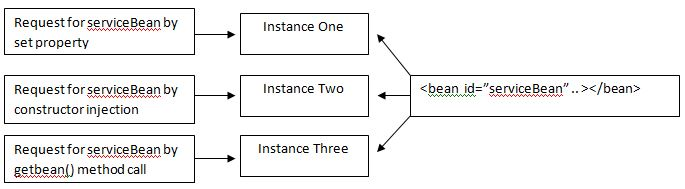 Request for serviceBean by
set property
Instance One
Request for serviceBean by
constructor injection
Instance Two
<bean id=”serviceBean” .. ></bean>
Request for serviceBean by
getbean() method call
Instance Three